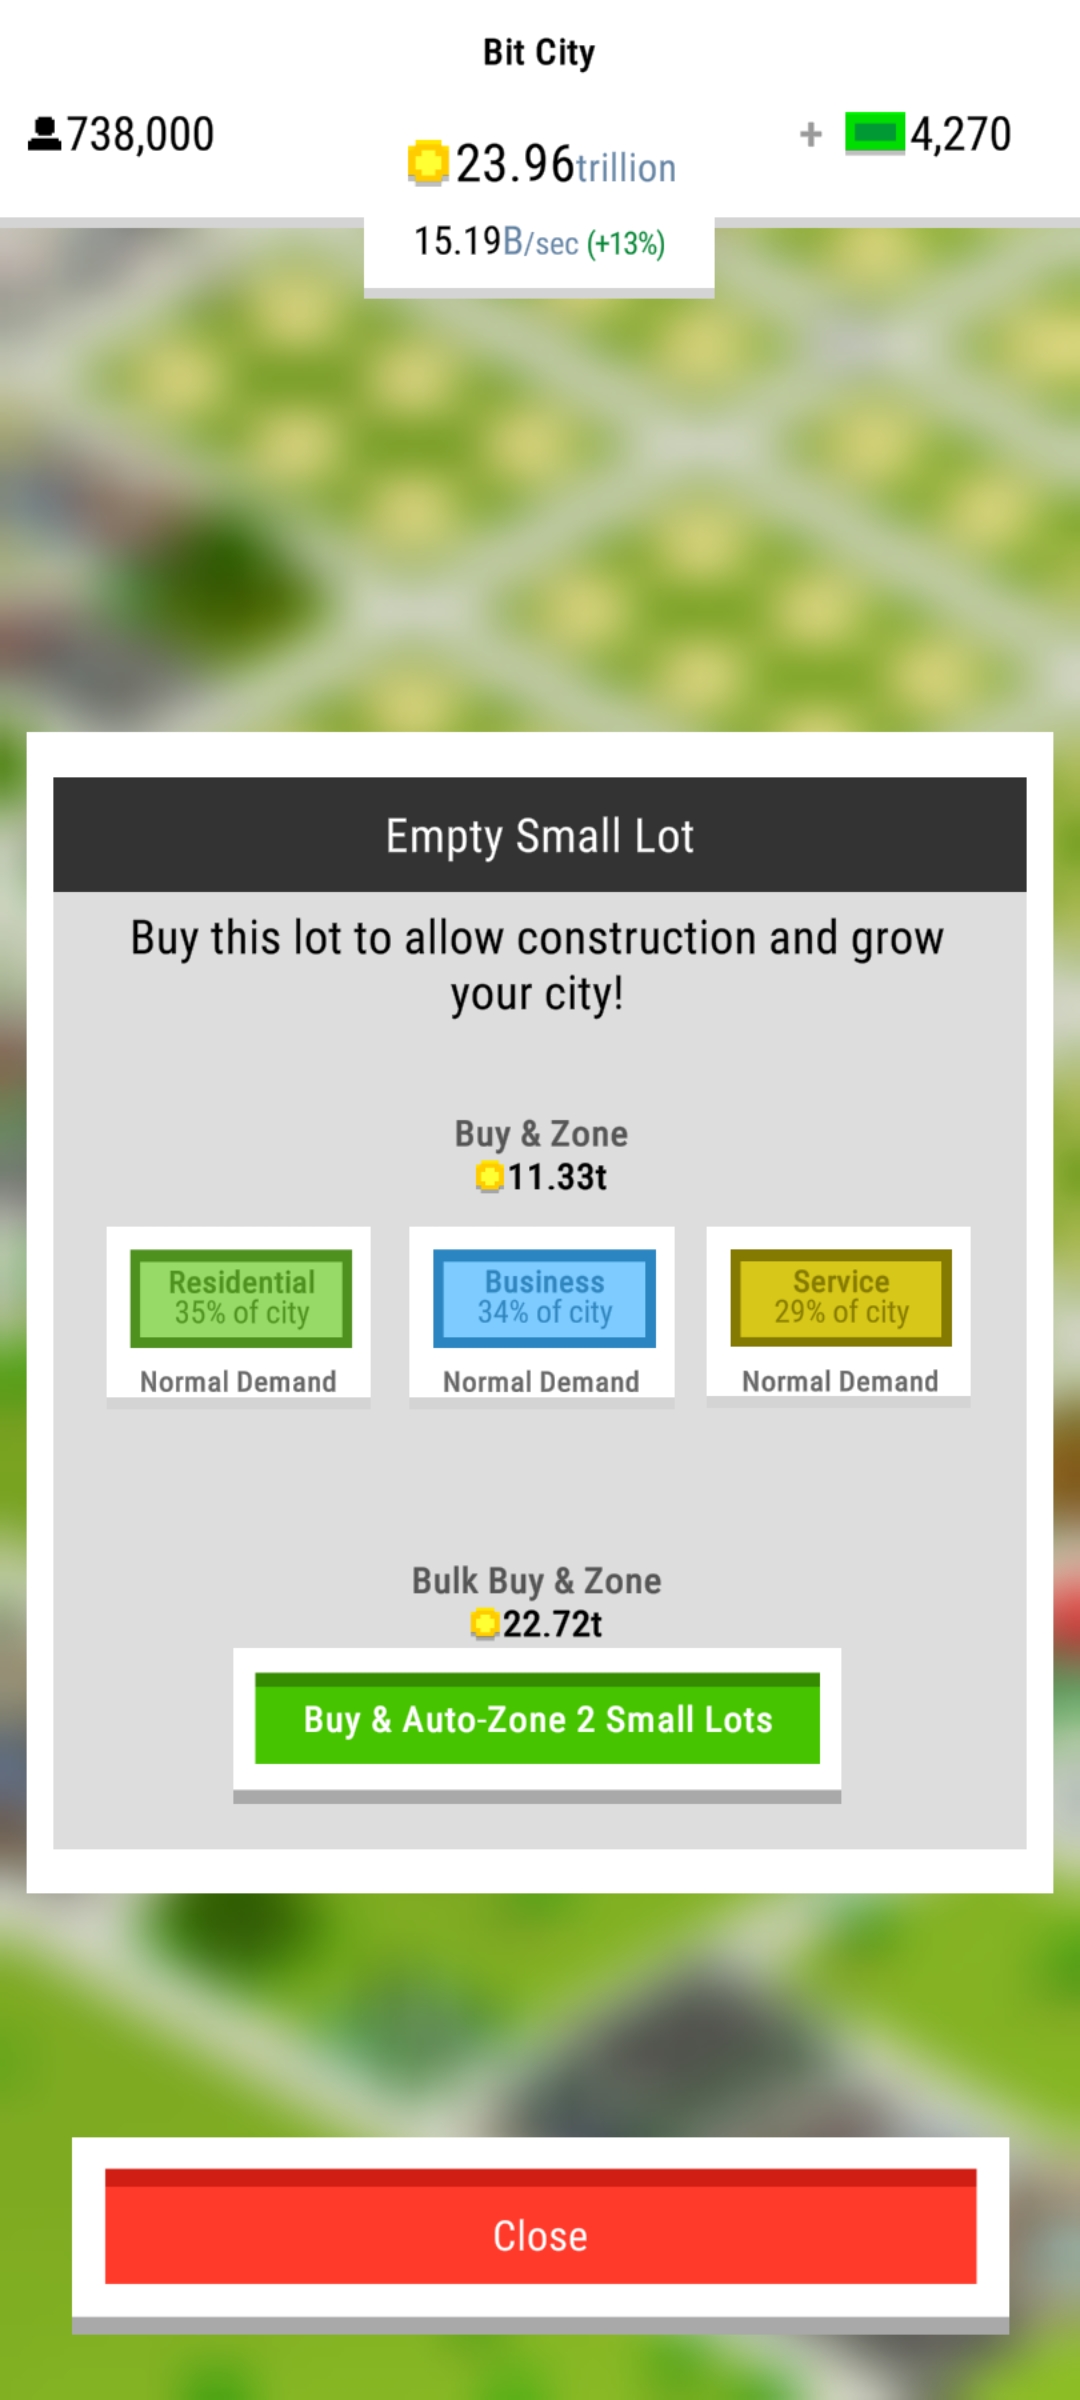 Bit City
738,000
23.96trillion
+ 4,270
15.19B/sec (+13%)
Empty Small Lot
Buy this lot to allow construction and grow
your city!
Buy & Zone
11.33t
Residential
35% of city
Normal Demand
Business
34% of city
Normal Demand
Service
29% of city
Normal Demand
Bulk Buy & Zone
22.72t
Buy & Auto-Zone 2 Small Lots
Close